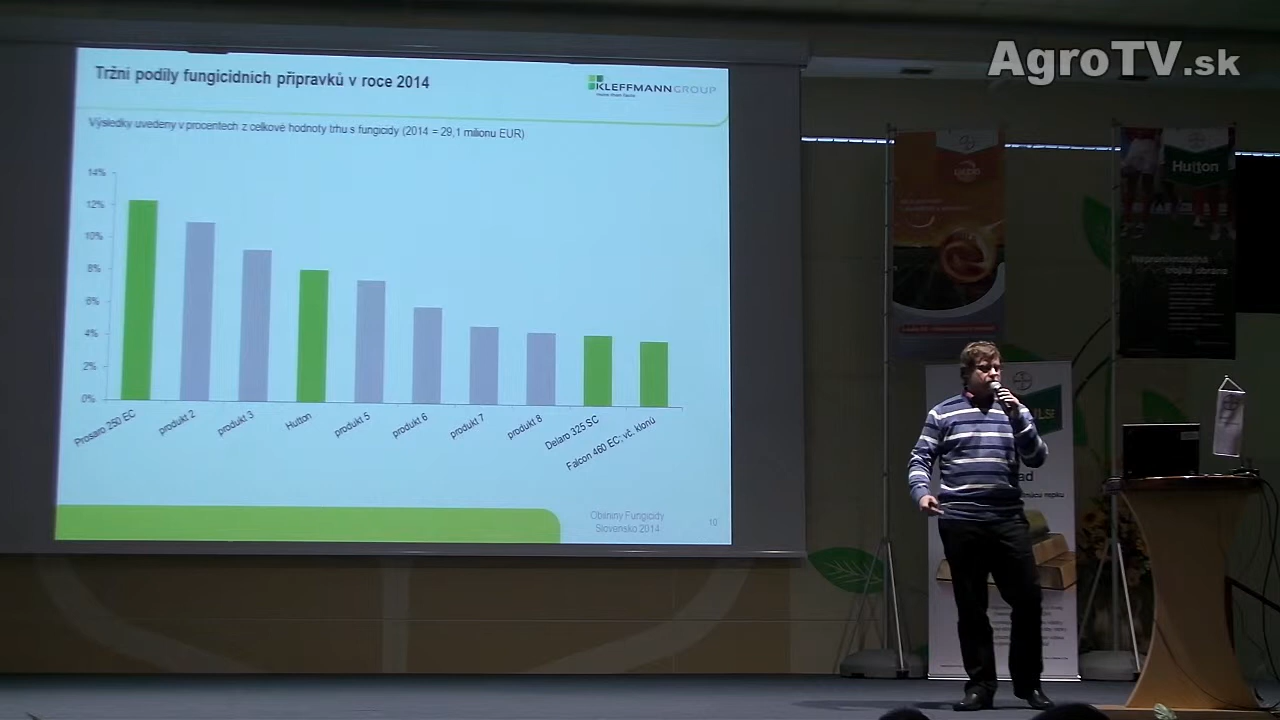 AgroTV.sk
Tržní podíly fungicidních přípravků v roce 2014
KLEFFMANNGROUP
Výsledky uvedeny v procentech z celkové hodnoty trhu s fungicidy (2014 = 29,1 milionu EUR)
14%
12%
10%
8%
6%
4%
2%
0%
Prosaro 250 EC
produkt 2
produkt 3
Hutton
produkt 5
produkt 6
produkt 7
produkt 8
Delaro 325 SC
Falcon 460 EC; vč. klonů
Obilniny Fungicidy
Slovensko 2014
10
Hutton
Nepreniknuteľná
trojitá obrana